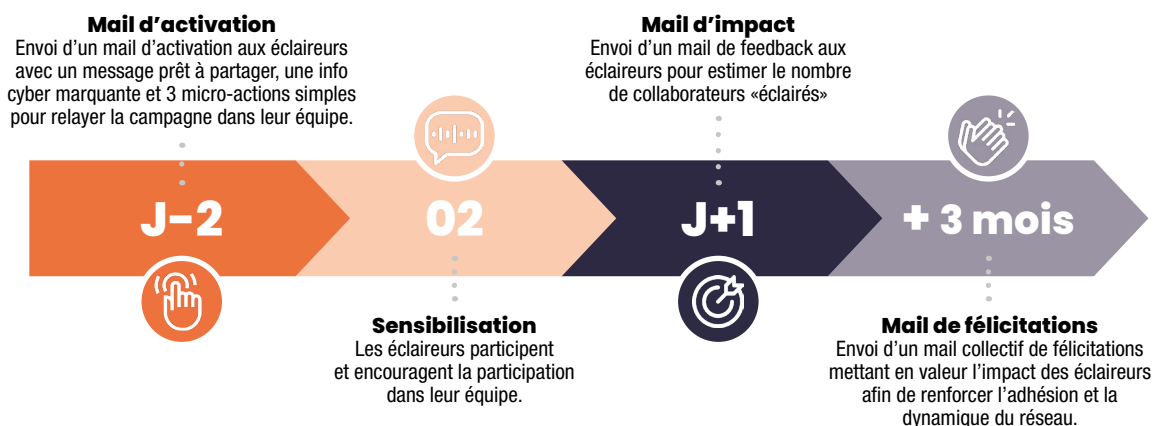 Mail d’activation
Envoi d’un mail d’activation aux éclaireurs
avec un message prêt à partager, une info
cyber marquante et 3 micro-actions simples
pour relayer la campagne dans leur équipe.
Mail d’impact
Envoi d’un mail de feedback aux
éclaireurs pour estimer le nombre
de collaborateurs «éclairés»
J-2
02
J+1
+ 3 mois
Sensibilisation
Les éclaireurs participent
et encouragent la participation
dans leur équipe.
Mail de félicitations
Envoi d’un mail collectif de félicitations
mettant en valeur l’impact des éclaireurs
afin de renforcer l’adhésion et la
dynamique du réseau.